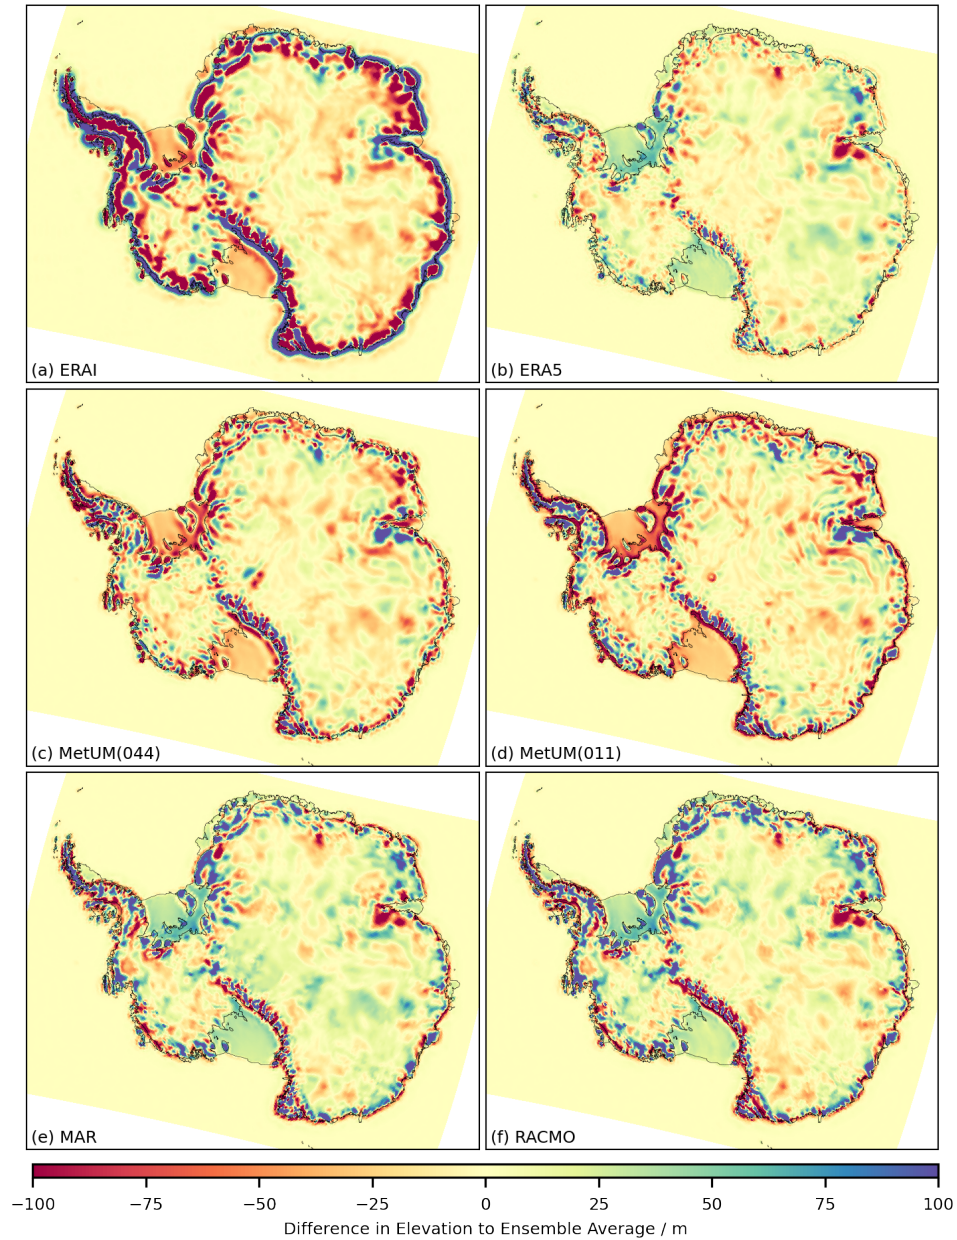 (a) ERAI
(b) ERA5
(c) MetUM(044)
(d) MetUM(011)
(e) MAR
(f) RACMO
−100 −75 −50 −25 0 25 50 75 100
Difference in Elevation to Ensemble Average / m